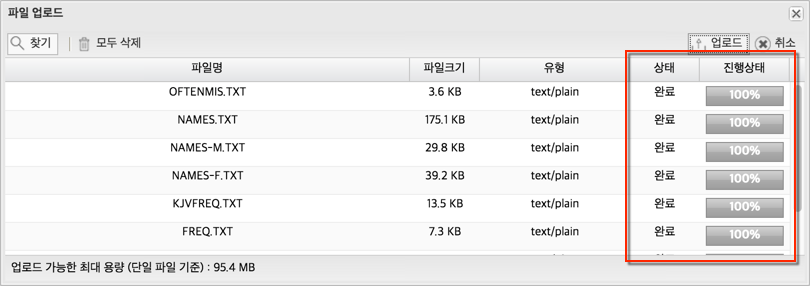 파일 업로드
찾기 모두 삭제 업로드 취소
파일명 파일크기 유형 상태 진행상태
OFTENMIS.TXT 3.6 KB text/plain 완료 100%
NAMES.TXT 175.1 KB text/plain 완료 100%
NAMES-M.TXT 29.8 KB text/plain 완료 100%
NAMES-F.TXT 39.2 KB text/plain 완료 100%
KJVFREQ.TXT 13.5 KB text/plain 완료 100%
FREQ.TXT 7.3 KB text/plain 완료 100%
업로드 가능한 최대 용량 (단일 파일 기준) : 95.4 MB